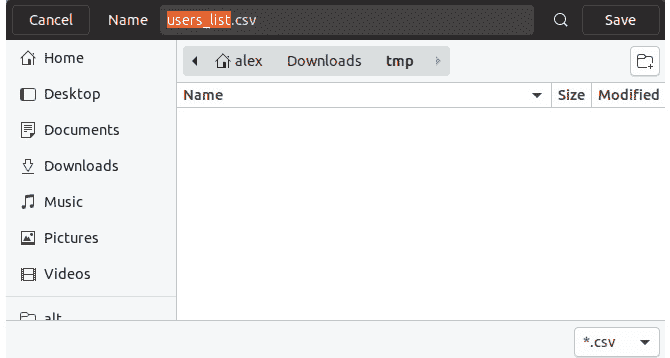 Cancel Name users_list.csv Save
Home alex Downloads tmp
Name Size Modified
Desktop
Documents
Downloads
Music
Pictures
Videos
alt
*.csv